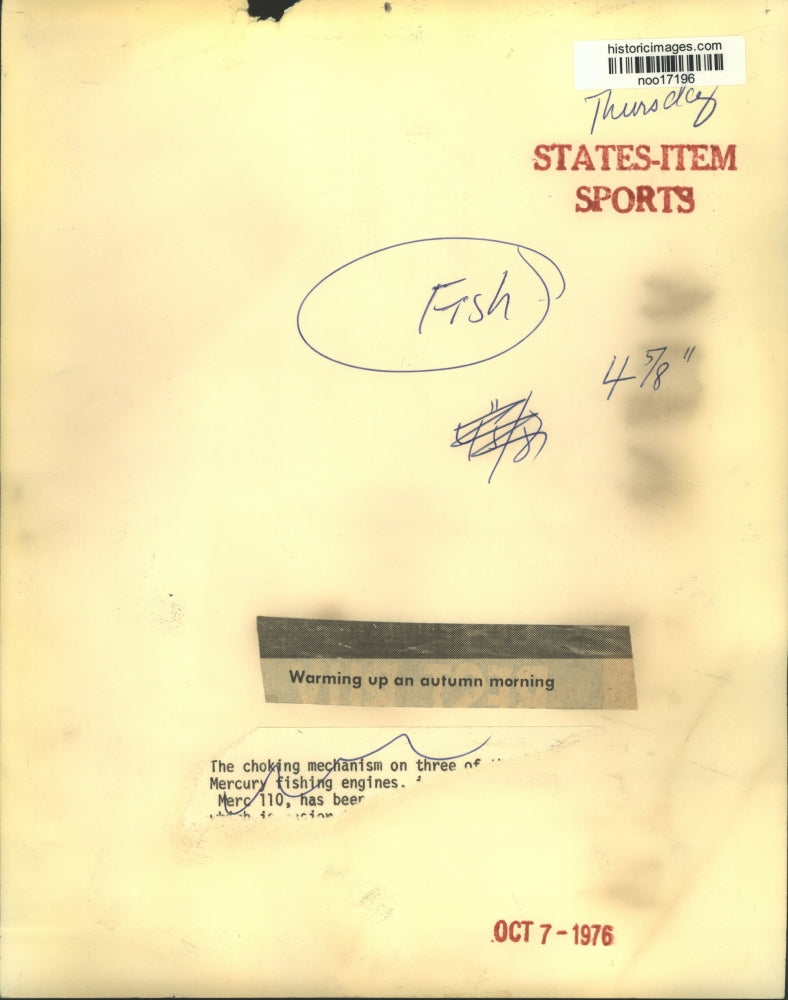 historicimages.com
noo17196
Thursday
STATES-ITEM
SPORTS
Fish
4 5/8"
Warming up an autumn morning
The choking mechanism on three of
Mercury fishing engines.
Merc 110, has been
OCT 7-1976